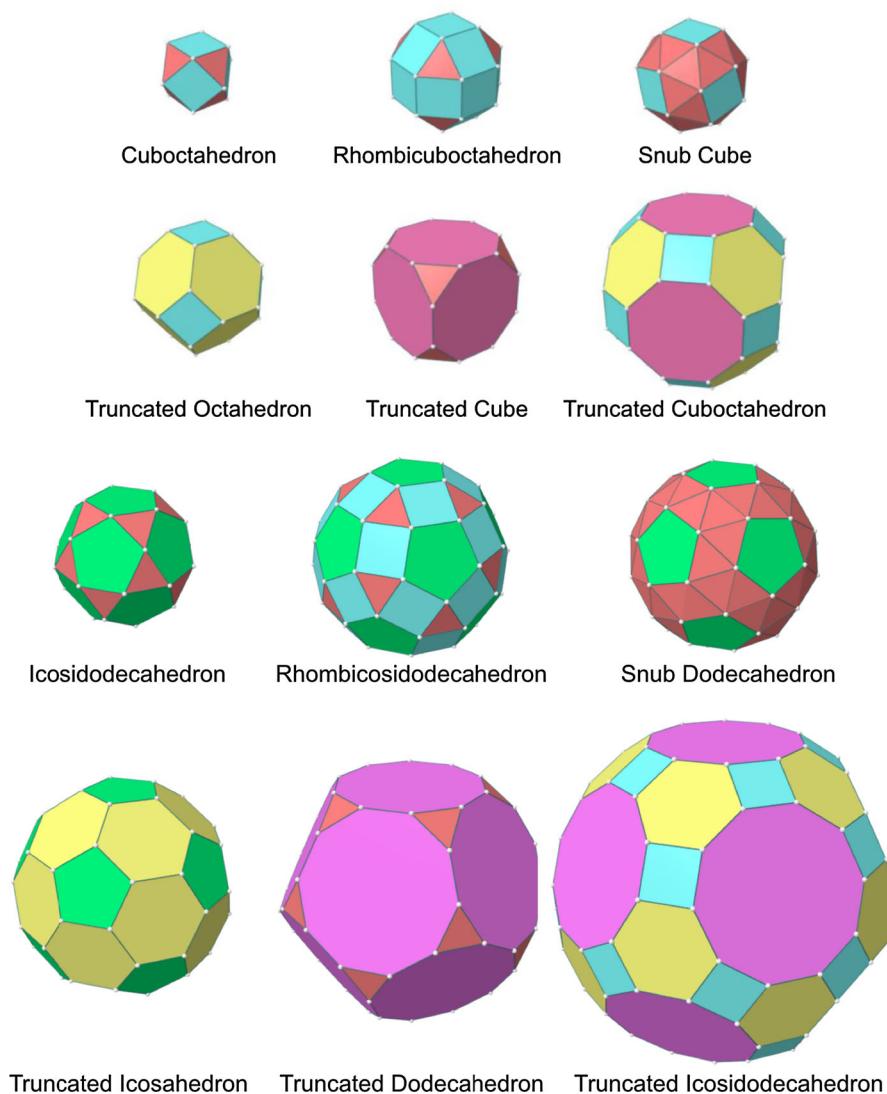 Cuboctahedron
Rhombicuboctahedron
Snub Cube
Truncated Octahedron
Truncated Cube
Truncated Cuboctahedron
Icosidodecahedron
Rhombicosidodecahedron
Snub Dodecahedron
Truncated Icosahedron
Truncated Dodecahedron
Truncated Icosidodecahedron